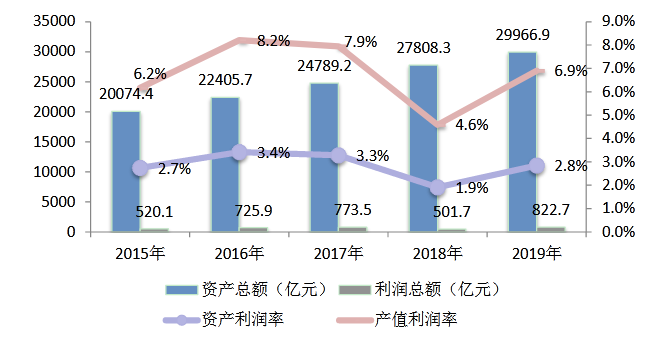 35000 9.0%
30000 8.0%
25000 7.0%
20000 6.0%
15000 5.0%
10000 4.0%
5000 3.0%
0 2.0%
1.0%
0.0%
20074.4 22405.7 24789.2 27808.3 29966.9
6.2% 8.2% 7.9% 4.6% 6.9%
2.7% 3.4% 3.3% 1.9% 2.8%
520.1 725.9 773.5 501.7 822.7
2015年 2016年 2017年 2018年 2019年
资产总额（亿元） 利润总额（亿元）
资产利润率 产值利润率